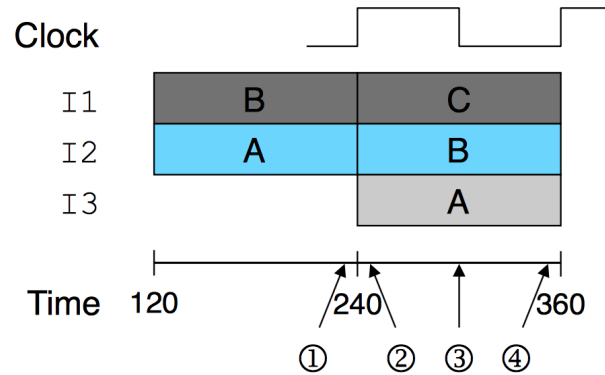 Clock
I1 B C
I2 A B
I3 A
Time 120 240 360
① ② ③ ④